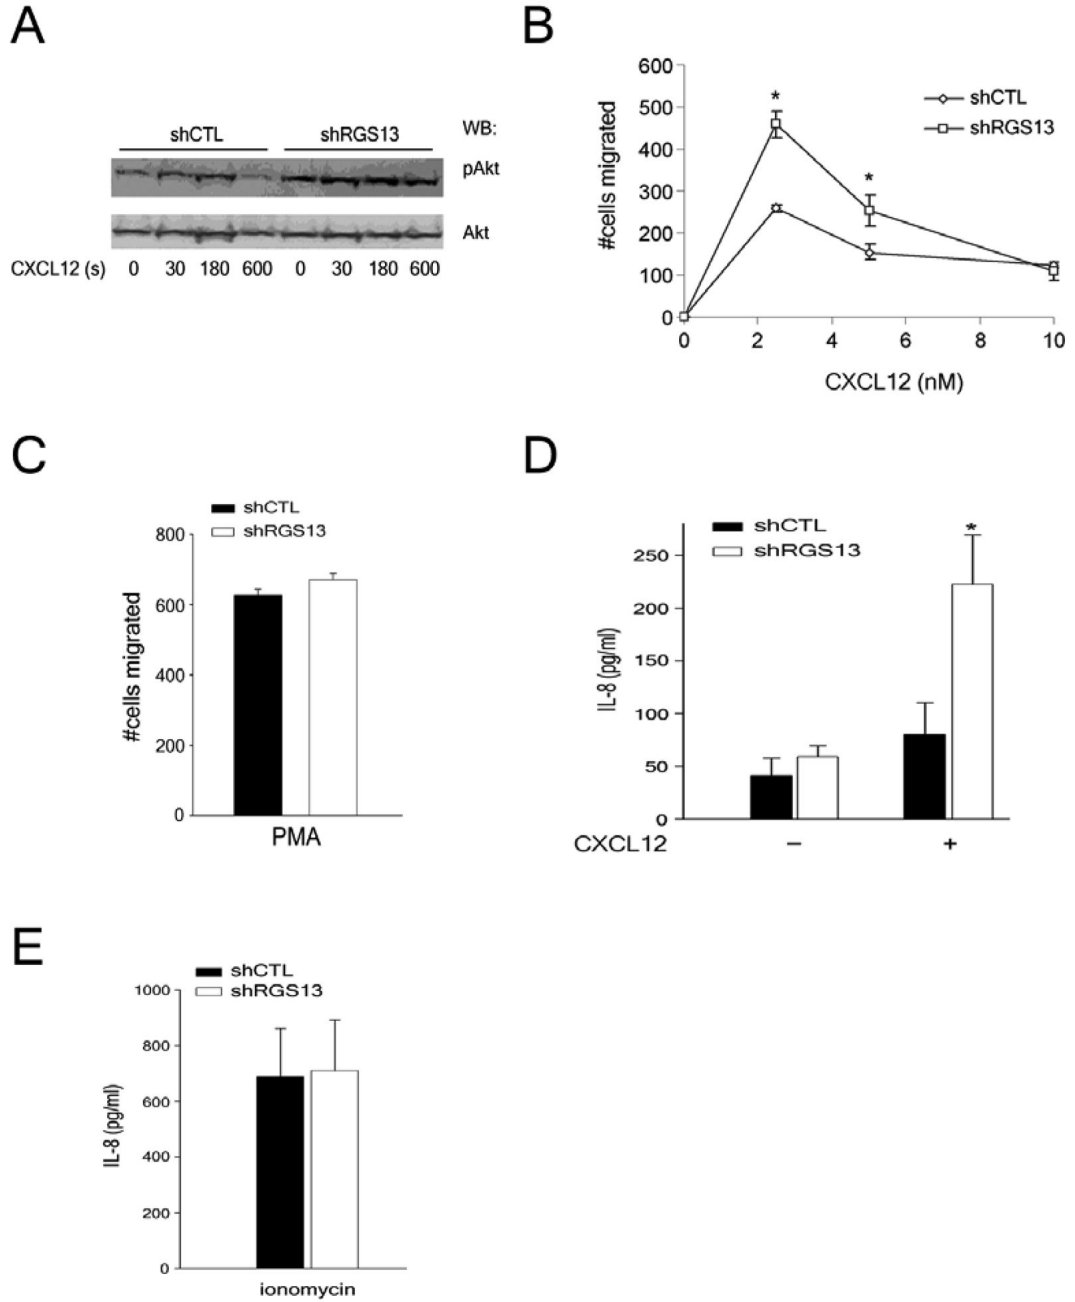 A
shCTL shRGS13 WB:
pAkt
Akt
CXCL12 (s) 0 30 180 600 0 30 180 600
B
600
500
400
300
200
100
0
#cells migrated
* *
shCTL
shRGS13
0 2 4 6 8 10
CXCL12 (nM)
C
shCTL
shRGS13
800
600
400
200
0
#cells migrated
PMA
D
shCTL
shRGS13
*
250
200
150
100
50
0
IL-8 (pg/ml)
CXCL12 − +
E
shCTL
shRGS13
1000
800
600
400
200
0
IL-8 (pg/ml)
ionomycin